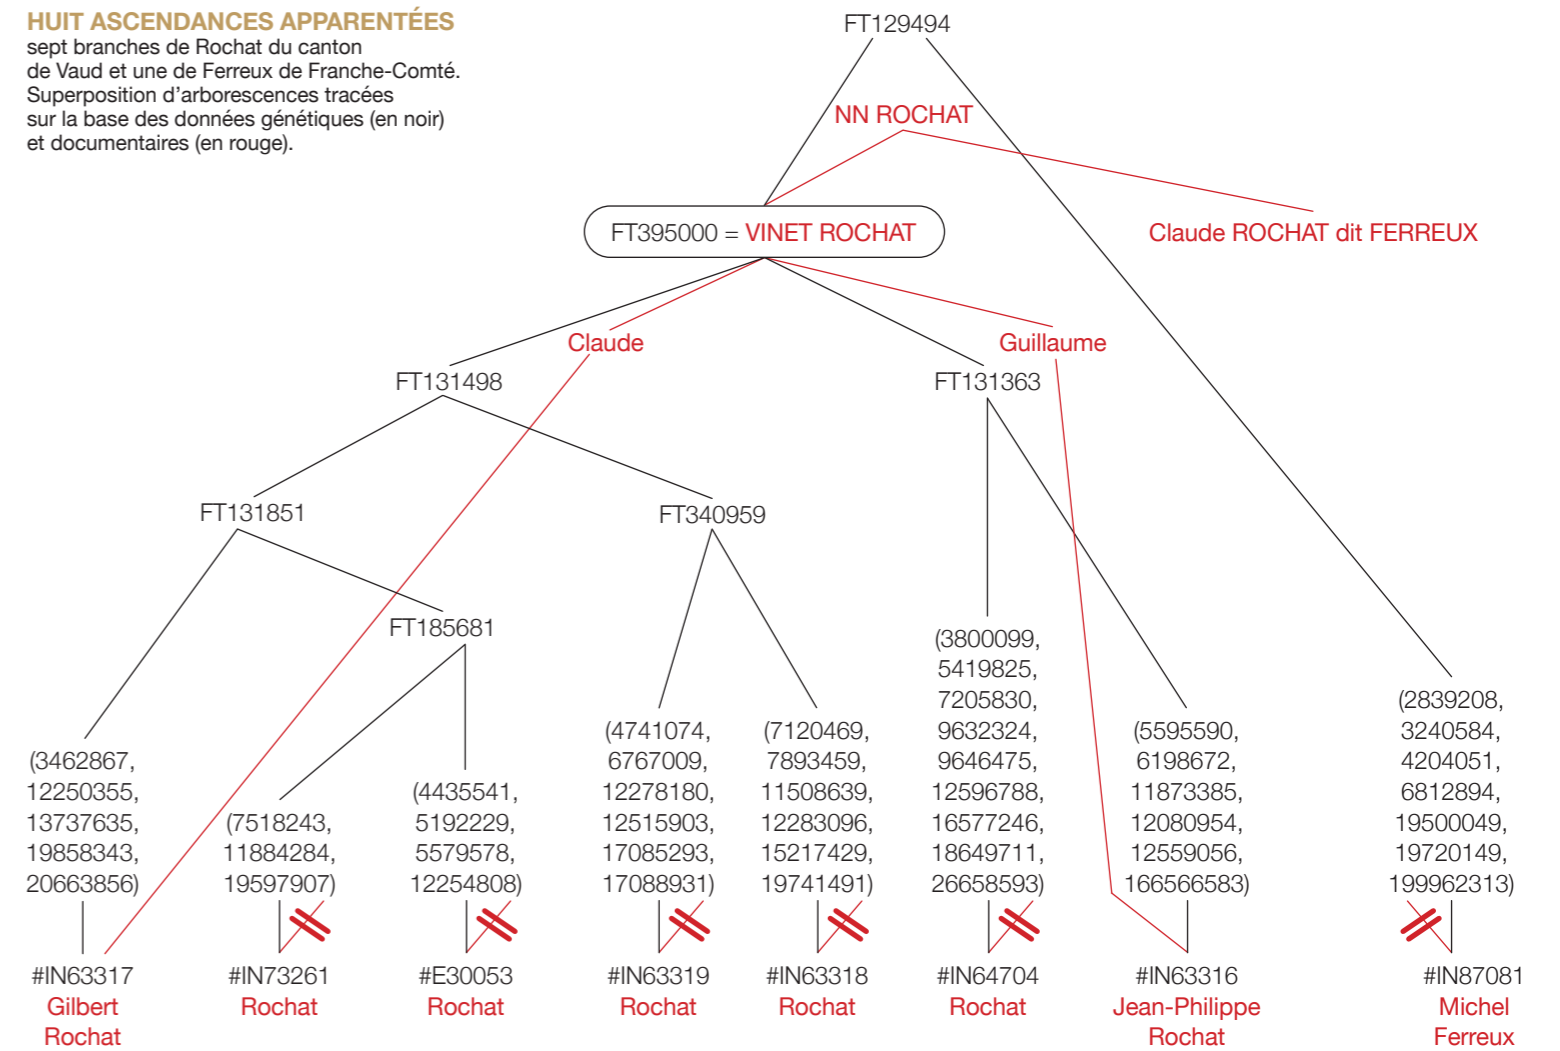 HUIT ASCENDANCES APPARENTÉES
sept branches de Rochat du canton
de Vaud et une de Ferreux de Franche-Comté.
Superposition d'arborescences tracées
sur la base des données génétiques (en noir)
et documentaires (en rouge).
FT129494
NN ROCHAT
FT395000 = VINET ROCHAT
Claude ROCHAT dit FERREUX
Claude
Guillaume
FT131498
FT131363
FT131851
FT340959
FT185681
(3462867,
12250355,
13737635,
19858343,
20663856)
(7518243,
11884284,
19597907)
(4435541,
5192229,
5579578,
12254808)
(4741074,
6767009,
12278180,
12515903,
17085293,
17088931)
(7120469,
7893459,
11508639,
12283096,
15217429,
19741491)
(3800099,
5419825,
7205830,
9632324,
9646475,
12596788,
16577246,
18649711,
26658593)
(5595590,
6198672,
11873385,
12080954,
12559056,
166566583)
(2839208,
3240584,
4204051,
6812894,
19500049,
19720149,
199962313)
#IN63317
Gilbert
Rochat
#IN73261
Rochat
#E30053
Rochat
#IN63319
Rochat
#IN63318
Rochat
#IN64704
Rochat
#IN63316
Jean-Philippe
Rochat
#IN87081
Michel
Ferreux